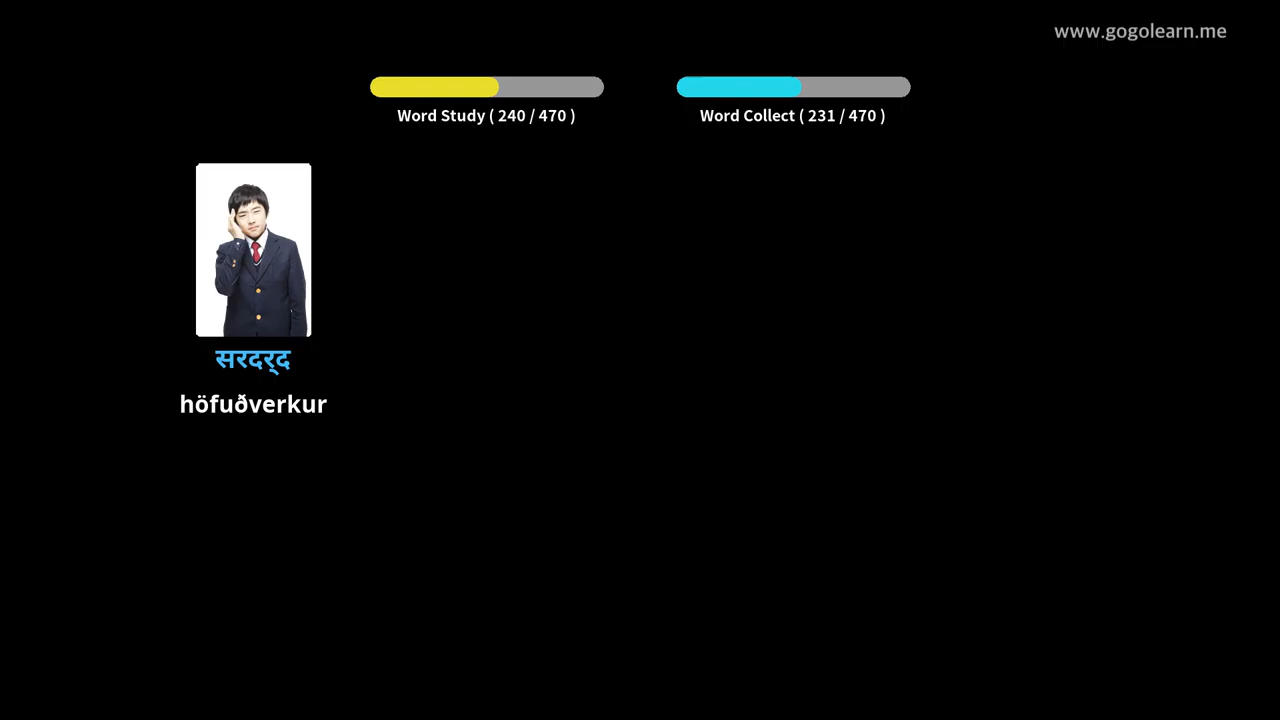 www.gogolearn.me
Word Study ( 240 / 470 )
Word Collect ( 231 / 470 )
सरदर्द
höfuðverkur